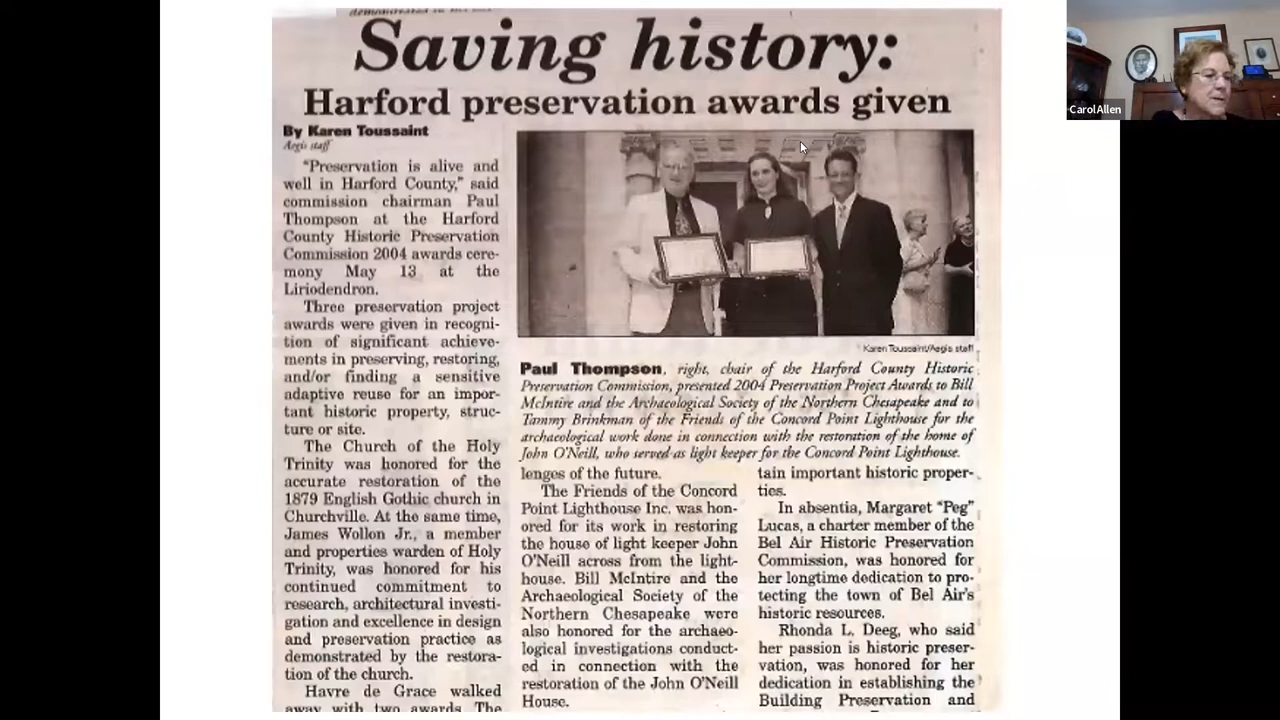 Saving history:
Harford preservation awards given
By Karen Toussaint
Aegis staff
"Preservation is alive and
well in Harford County," said
commission chairman Paul
Thompson at the Harford
County Historic Preservation
Commission 2004 awards cere-
mony May 13 at the
Liriodendron.
Three preservation project
awards were given in recogni-
tion of significant achieve-
ments in preserving, restoring,
and/or finding a sensitive
adaptive reuse for an impor-
tant historic property, struc-
ture or site.
The Church of the Holy
Trinity was honored for the
accurate restoration of the
1879 English Gothic church in
Churchville. At the same time,
James Wollon Jr., a member
and properties warden of Holy
Trinity, was honored for his
continued commitment to
research, architectural investi-
gation and excellence in design
and preservation practice as
demonstrated by the restora-
tion of the church.
Havre de Grace walked
away with two awards. The
Karen Toussaint/Aegis staff
Paul Thompson, right, chair of the Harford County Historic
Preservation Commission, presented 2004 Preservation Project Awards to Bill
McIntire and the Archaeological Society of the Northern Chesapeake and to
Tammy Brinkman of the Friends of the Concord Point Lighthouse for the
archaeological work done in connection with the restoration of the home of
John O'Neill, who served as light keeper for the Concord Point Lighthouse.
lenges of the future.
The Friends of the Concord
Point Lighthouse Inc. was hon-
ored for its work in restoring
the house of light keeper John
O'Neill across from the light-
house. Bill McIntire and the
Archaeological Society of the
Northern Chesapeake were
also honored for the archaeo-
logical investigations conduct-
ed in connection with the
restoration of the John O'Neill
House.
tain important historic proper-
ties.
In absentia, Margaret "Peg"
Lucas, a charter member of the
Bel Air Historic Preservation
Commission, was honored for
her longtime dedication to pro-
tecting the town of Bel Air's
historic resources.
Rhonda L. Deeg, who said
her passion is historic preser-
vation, was honored for her
dedication in establishing the
Building Preservation and
CarolAllen